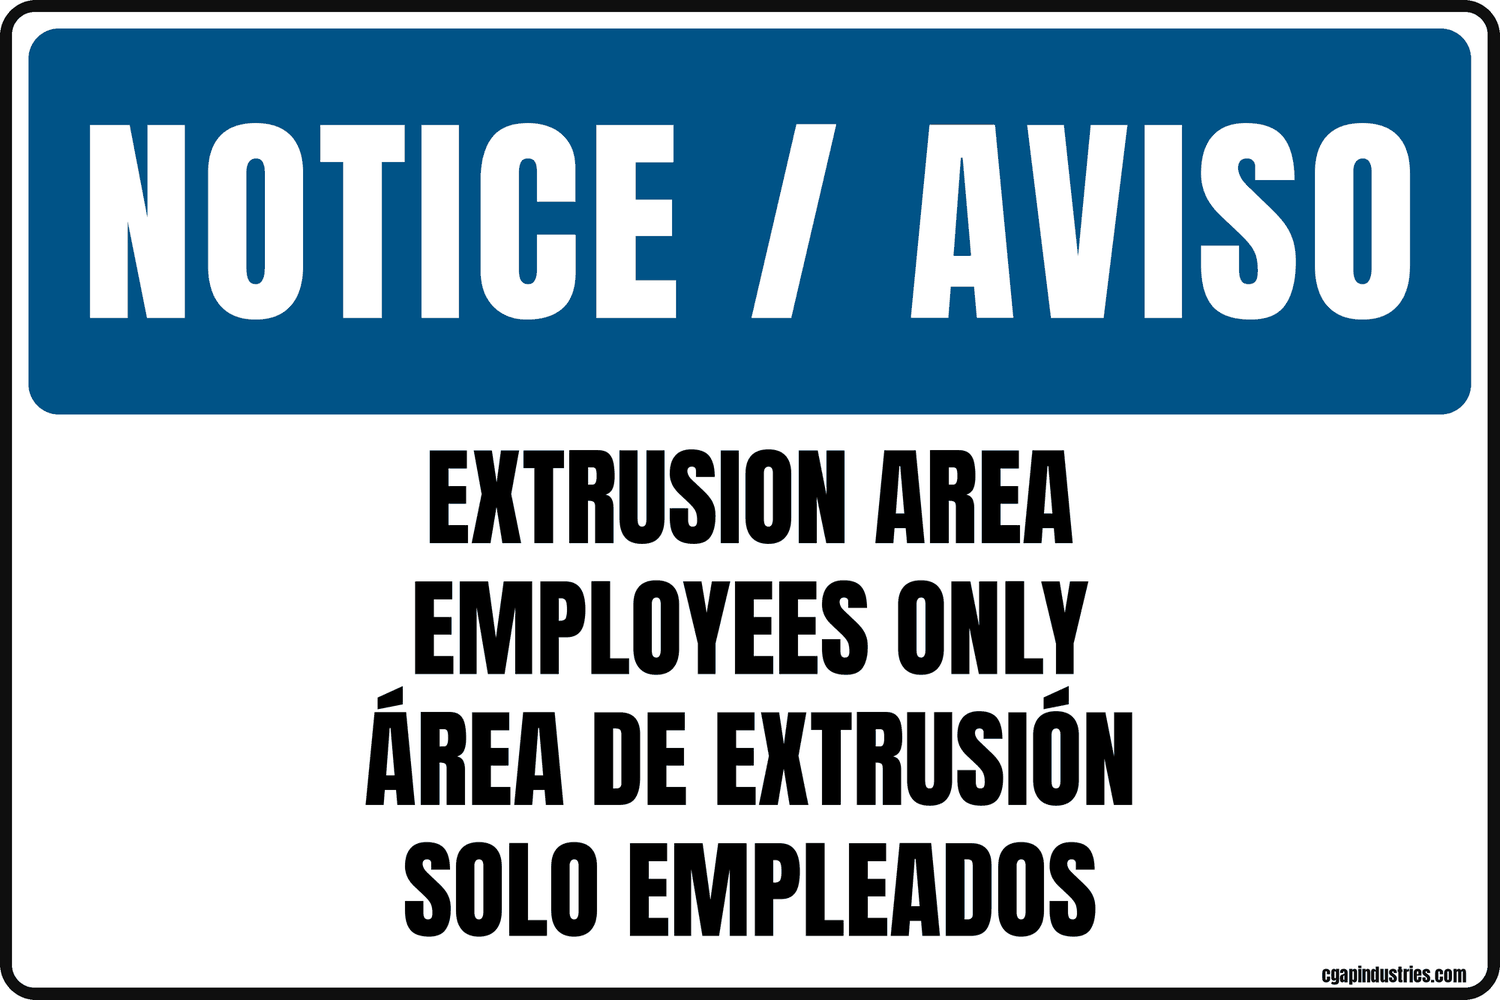 NOTICE / AVISO
EXTRUSION AREA
EMPLOYEES ONLY
ÁREA DE EXTRUSIÓN
SOLO EMPLEADOS
cgapindustries.com